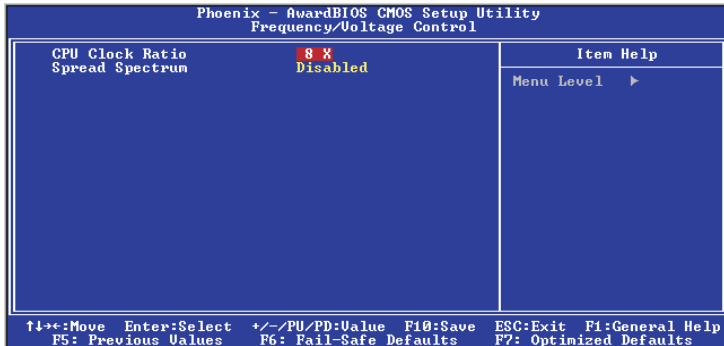 Phoenix - AwardBIOS CMOS Setup Utility
Frequency/Voltage Control
CPU Clock Ratio 8 X
Spread Spectrum Disabled
Item Help
Menu Level ▶
↑↓→←:Move Enter:Select +/-/PU/PD:Value F10:Save ESC:Exit F1:General Help
F5: Previous Values F6: Fail-Safe Defaults F7: Optimized Defaults